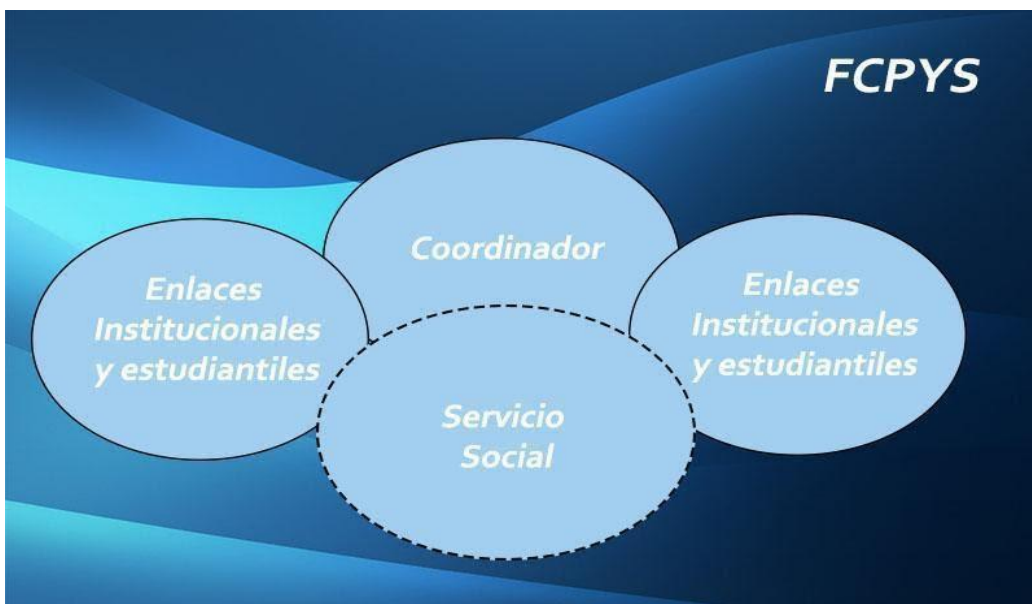 FCPYS
Coordinador
Enlaces
Institucionales
y estudiantiles
Enlaces
Institucionales
y estudiantiles
Servicio
Social